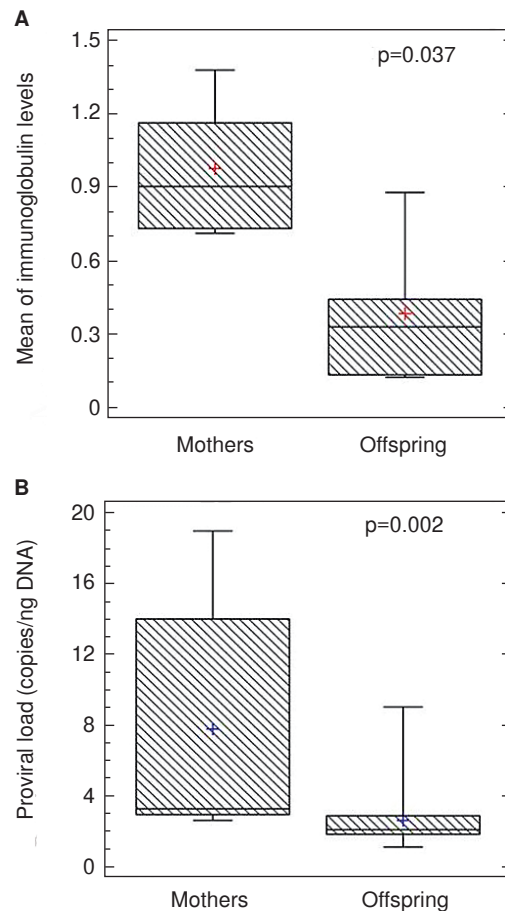 A
1.5
p=0.037
1.2
0.9
0.6
0.3
0
Mean of immunoglobulin levels
Mothers Offspring
B
20
p=0.002
16
12
8
4
0
Proviral load (copies/ng DNA)
Mothers Offspring